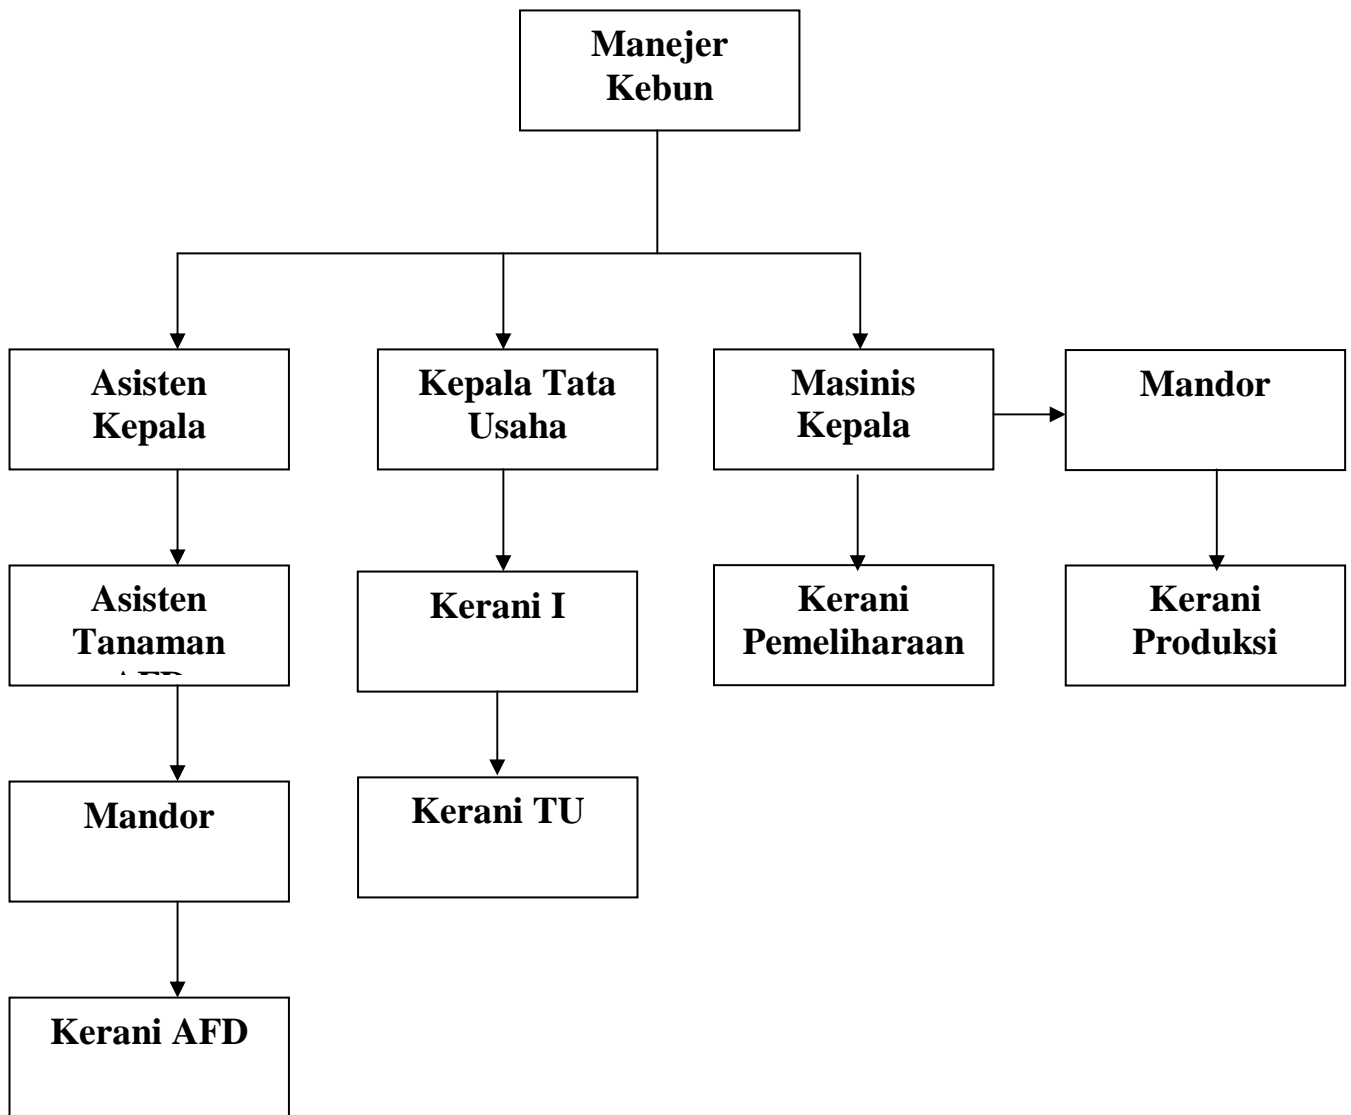 Manejer
Kebun
Asisten
Kepala
Kepala Tata
Usaha
Masinis
Kepala
Mandor
Asisten
Tanaman
Kerani I
Kerani
Pemeliharaan
Kerani
Produksi
Mandor
Kerani TU
Kerani AFD